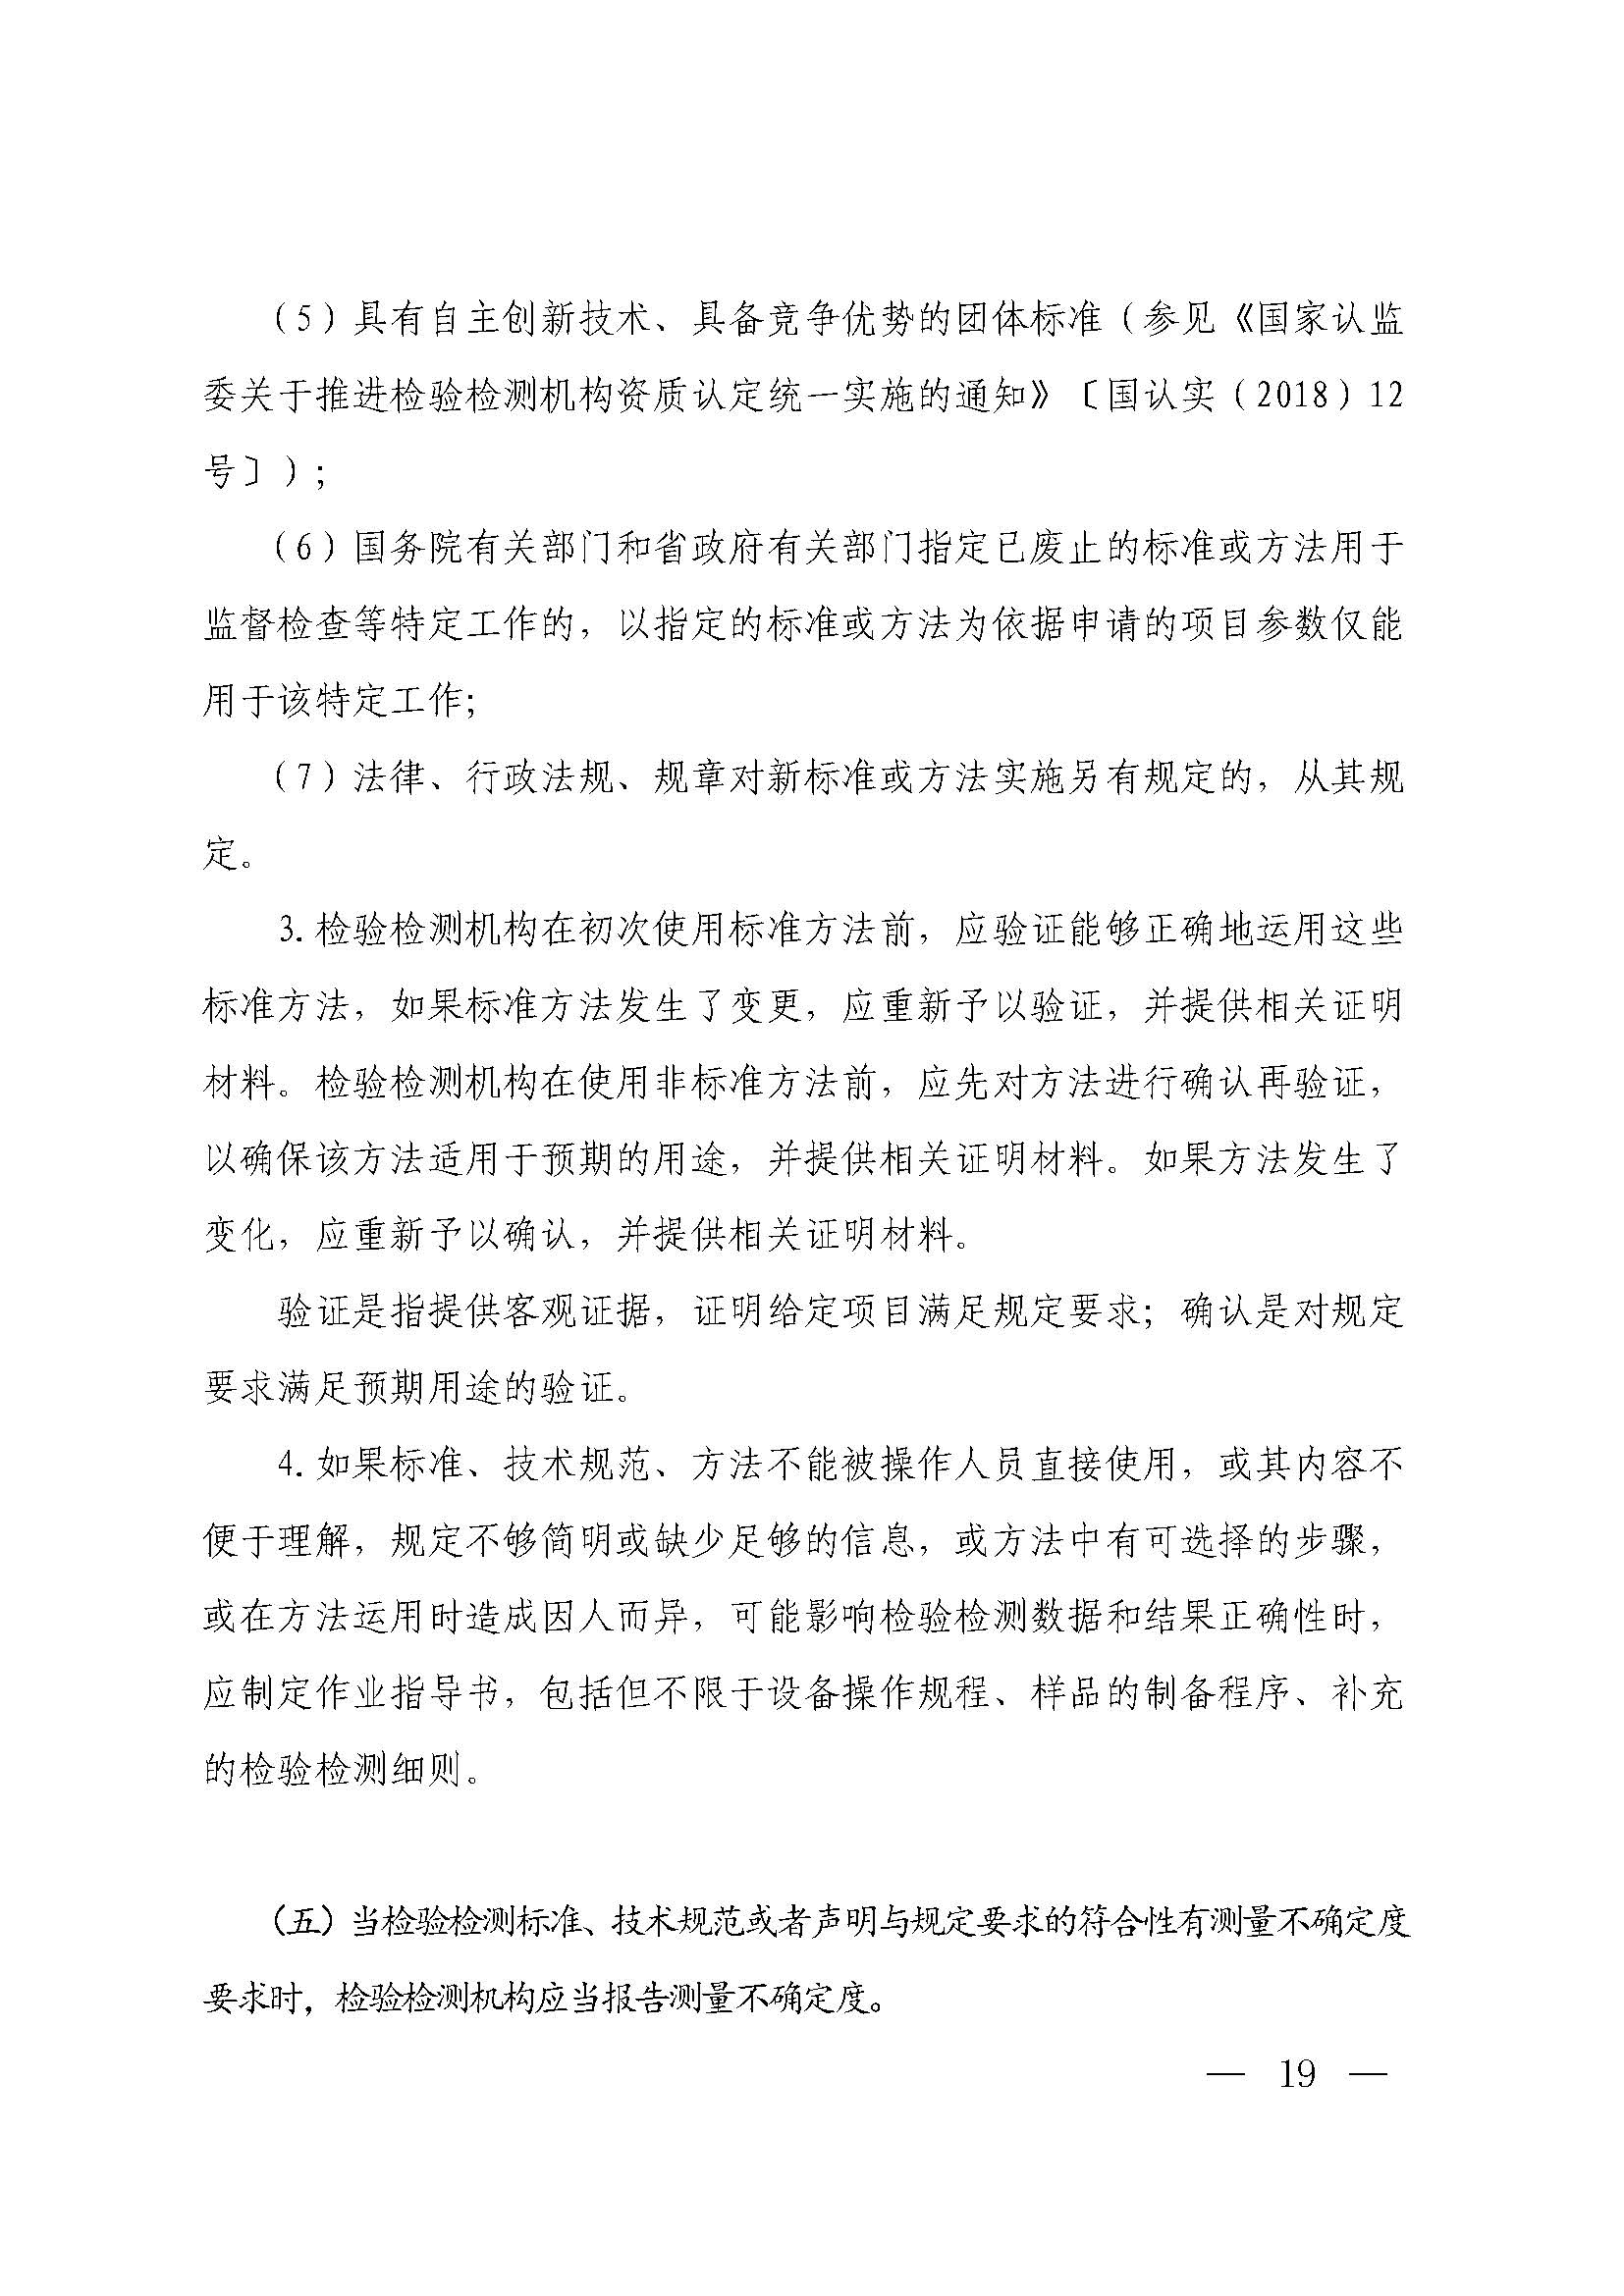 （5）具有自主创新技术、具备竞争优势的团体标准（参见《国家认监
委关于推进检验检测机构资质认定统一实施的通知》〔国认实（2018）12
号〕）；
（6）国务院有关部门和省政府有关部门指定已废止的标准或方法用于
监督检查等特定工作的，以指定的标准或方法为依据申请的项目参数仅能
用于该特定工作；
（7）法律、行政法规、规章对新标准或方法实施另有规定的，从其规
定。
3.检验检测机构在初次使用标准方法前，应验证能够正确地运用这些
标准方法，如果标准方法发生了变更，应重新予以验证，并提供相关证明
材料。检验检测机构在使用非标准方法前，应先对方法进行确认再验证，
以确保该方法适用于预期的用途，并提供相关证明材料。如果方法发生了
变化，应重新予以确认，并提供相关证明材料。
验证是指提供客观证据，证明给定项目满足规定要求；确认是对规定
要求满足预期用途的验证。
4.如果标准、技术规范、方法不能被操作人员直接使用，或其内容不
便于理解，规定不够简明或缺少足够的信息，或方法中有可选择的步骤，
或在方法运用时造成因人而异，可能影响检验检测数据和结果正确性时，
应制定作业指导书，包括但不限于设备操作规程、样品的制备程序、补充
的检验检测细则。
（五）当检验检测标准、技术规范或者声明与规定要求的符合性有测量不确定度
要求时，检验检测机构应当报告测量不确定度。
— 19 —